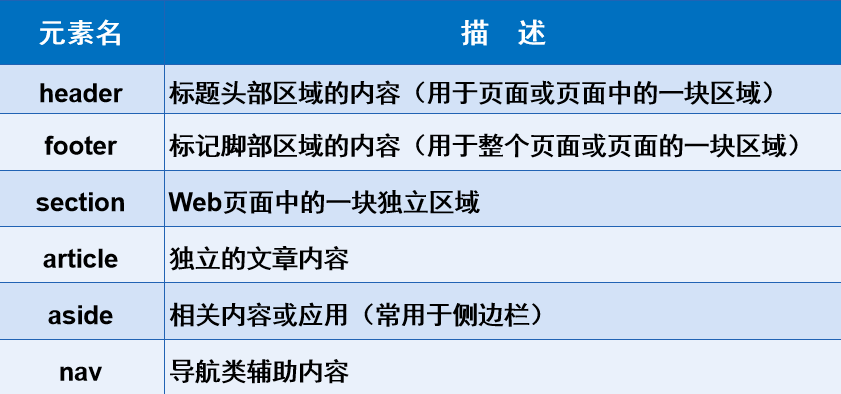 元素名 描 述
header 标题头部区域的内容（用于页面或页面中的一块区域）
footer 标记脚部区域的内容（用于整个页面或页面的一块区域）
section Web页面中的一块独立区域
article 独立的文章内容
aside 相关内容或应用（常用于侧边栏）
nav 导航类辅助内容